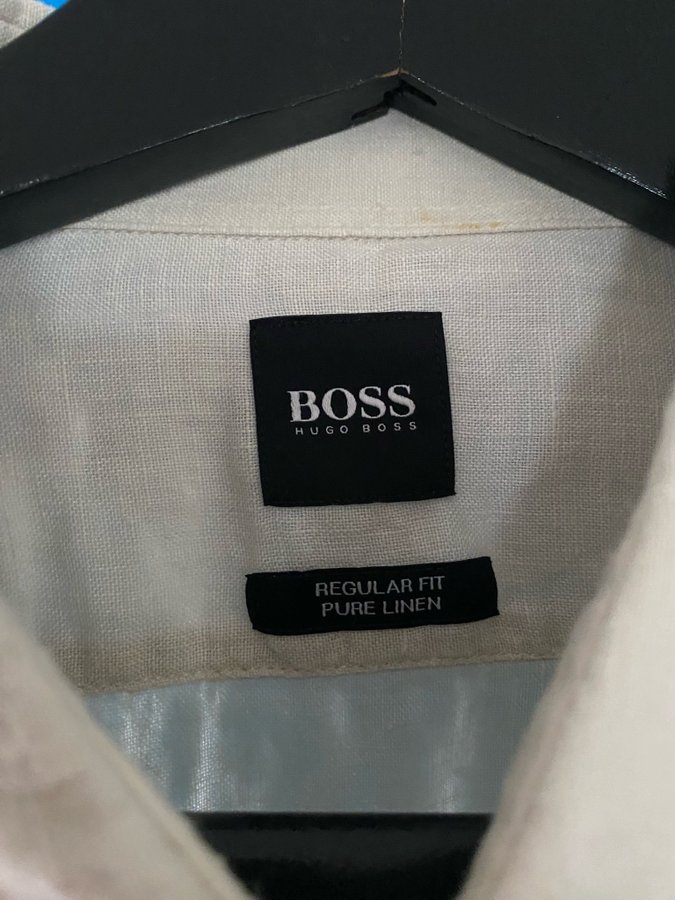 BOSS
HUGO BOSS
REGULAR FIT
PURE LINEN